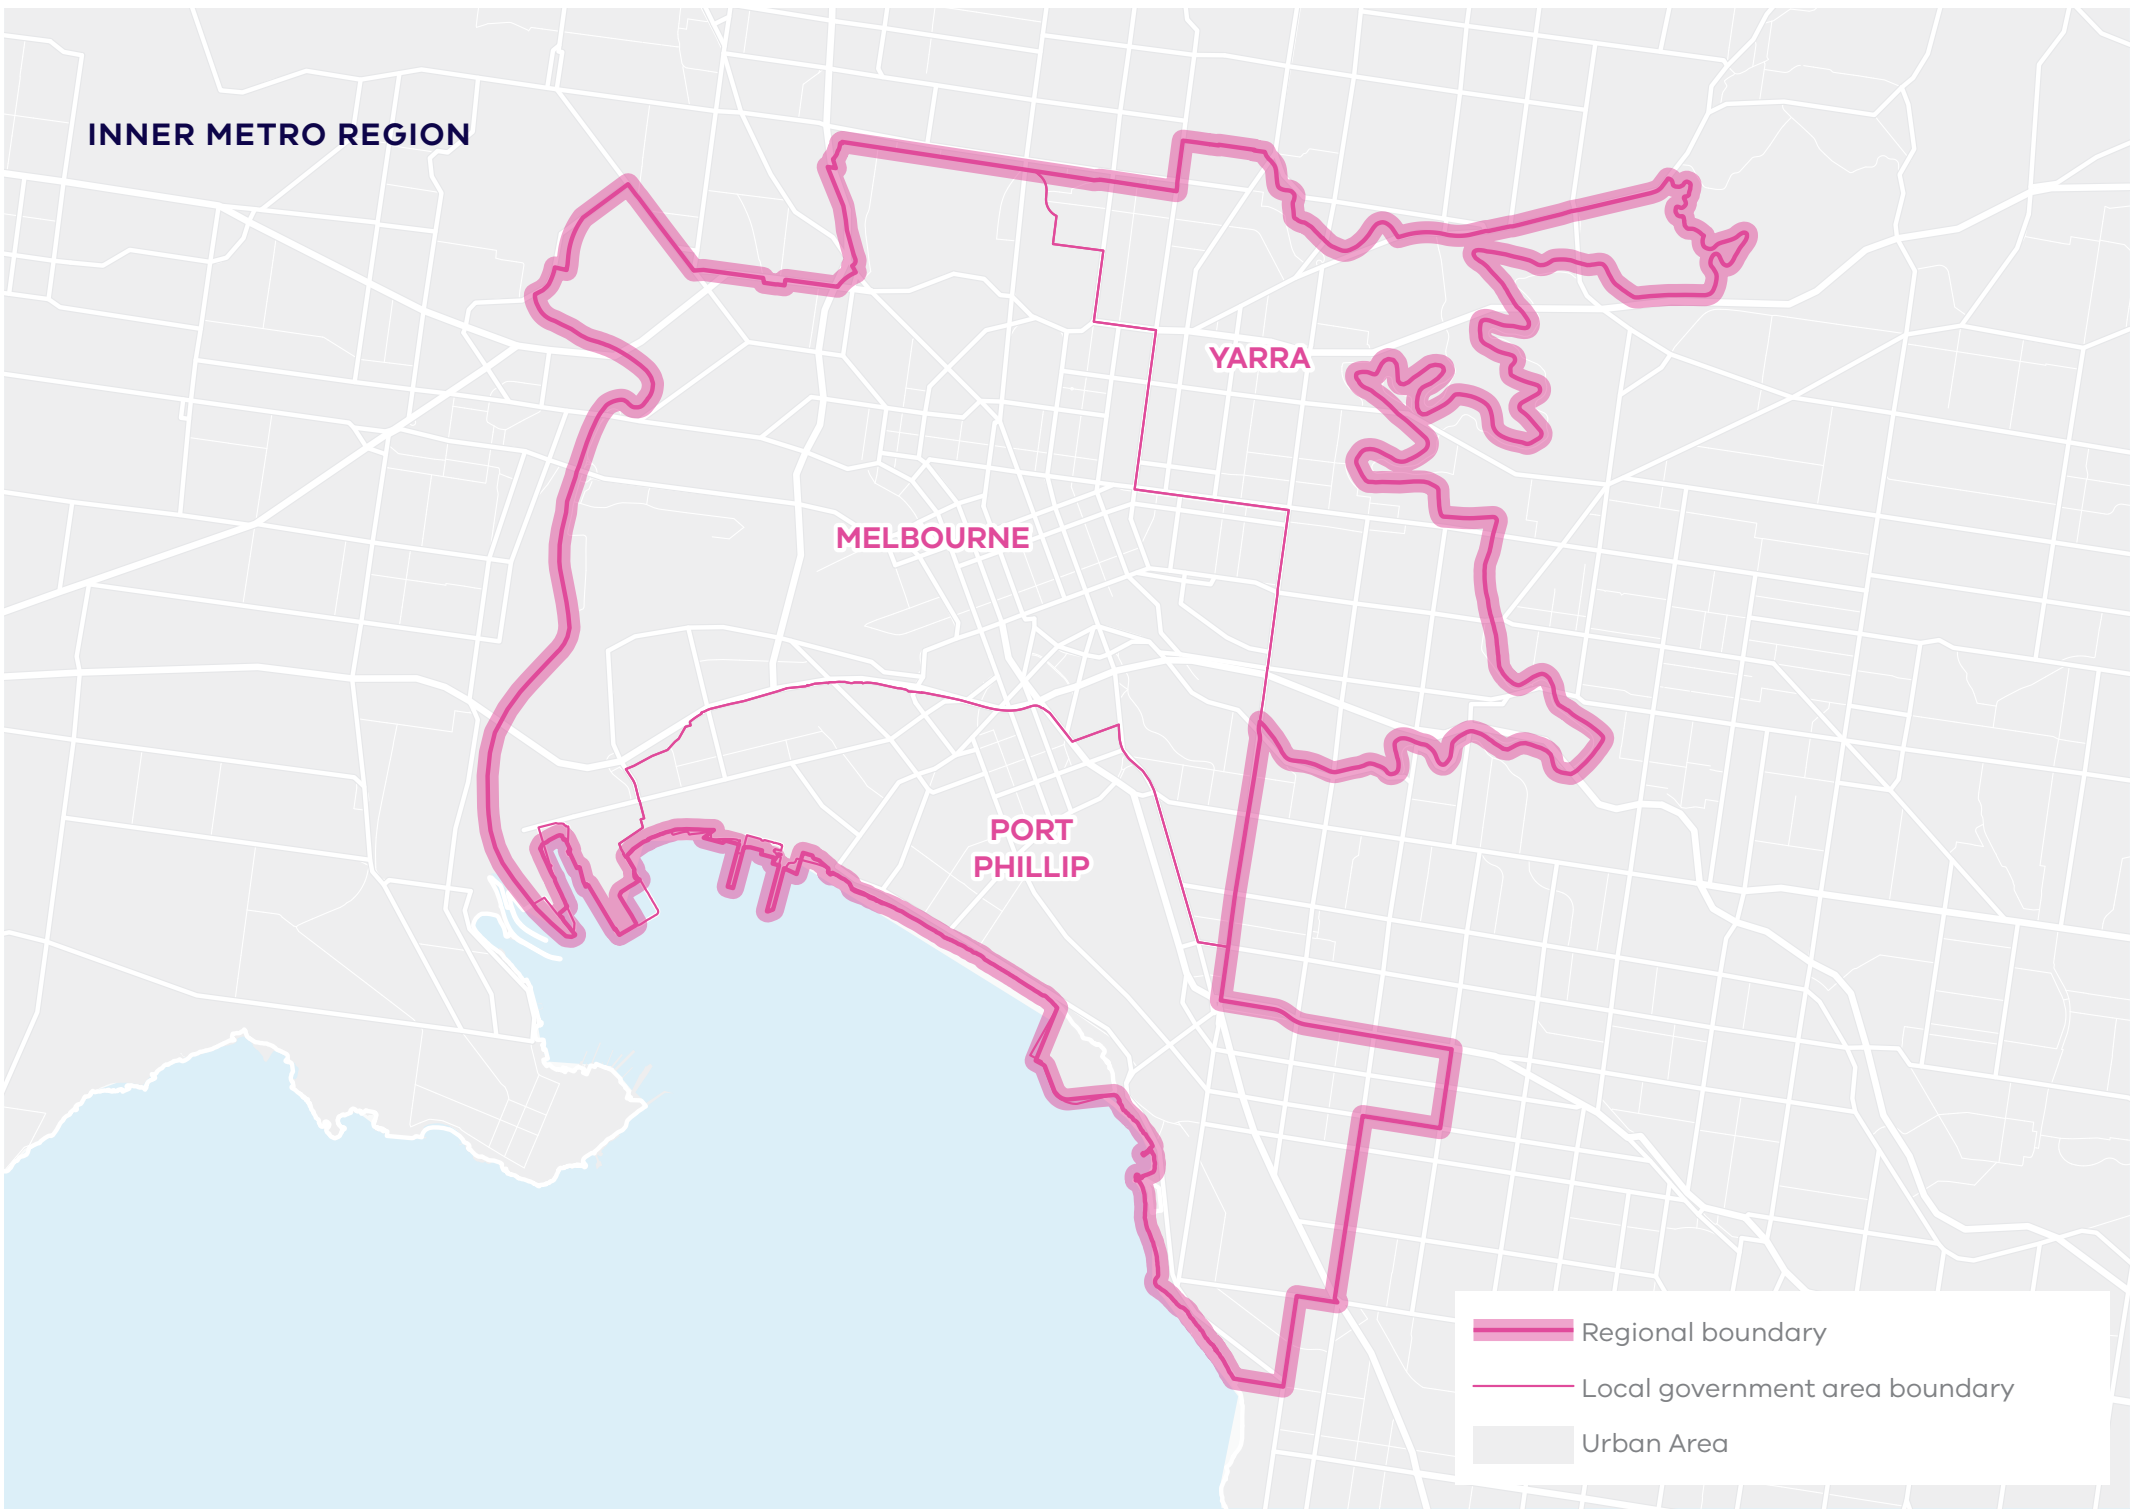 INNER METRO REGION
YARRA
MELBOURNE
PORT
PHILLIP
Regional boundary
Local government area boundary
Urban Area